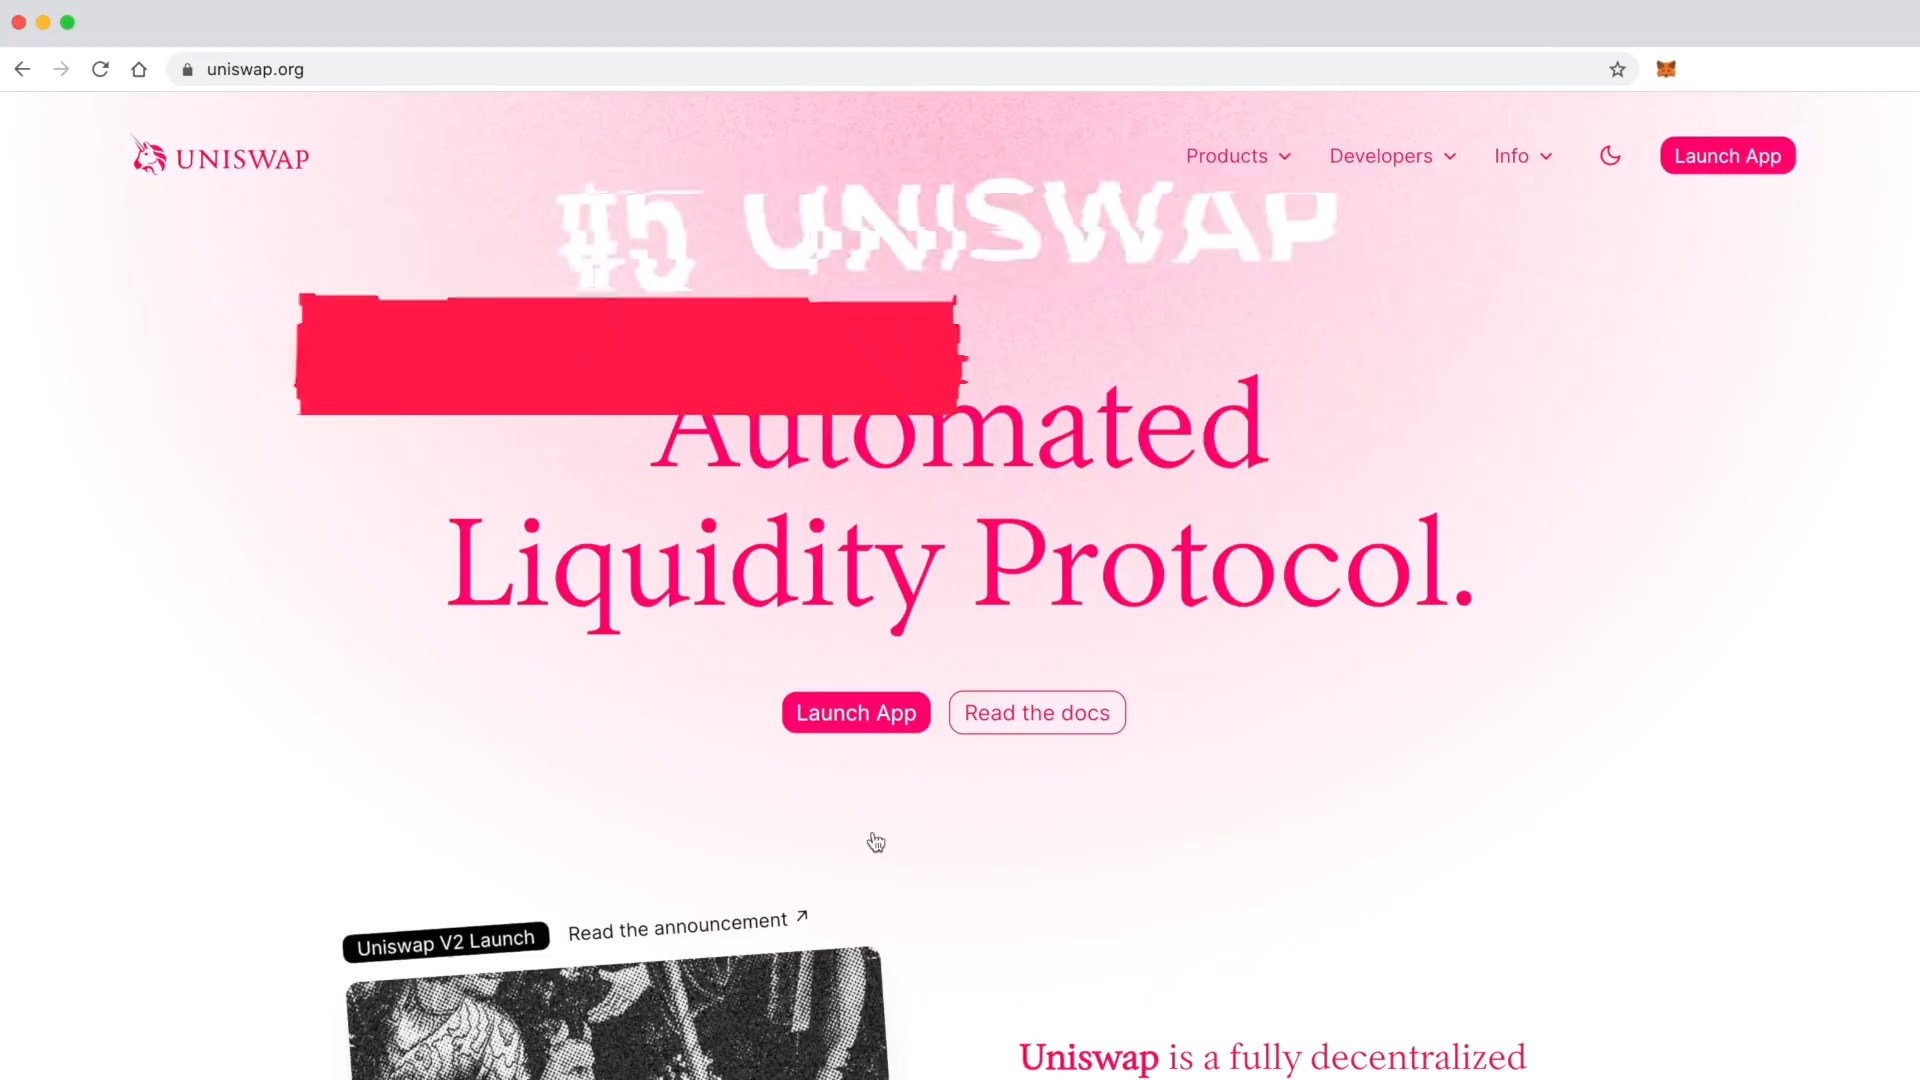 uniswap.org
UNISWAP
Products
Developers
Info
Launch App
#5 UNISWAP
Automated
Liquidity Protocol.
Launch App
Read the docs
Uniswap V2 Launch
Read the announcement ↗
Uniswap is a fully decentralized